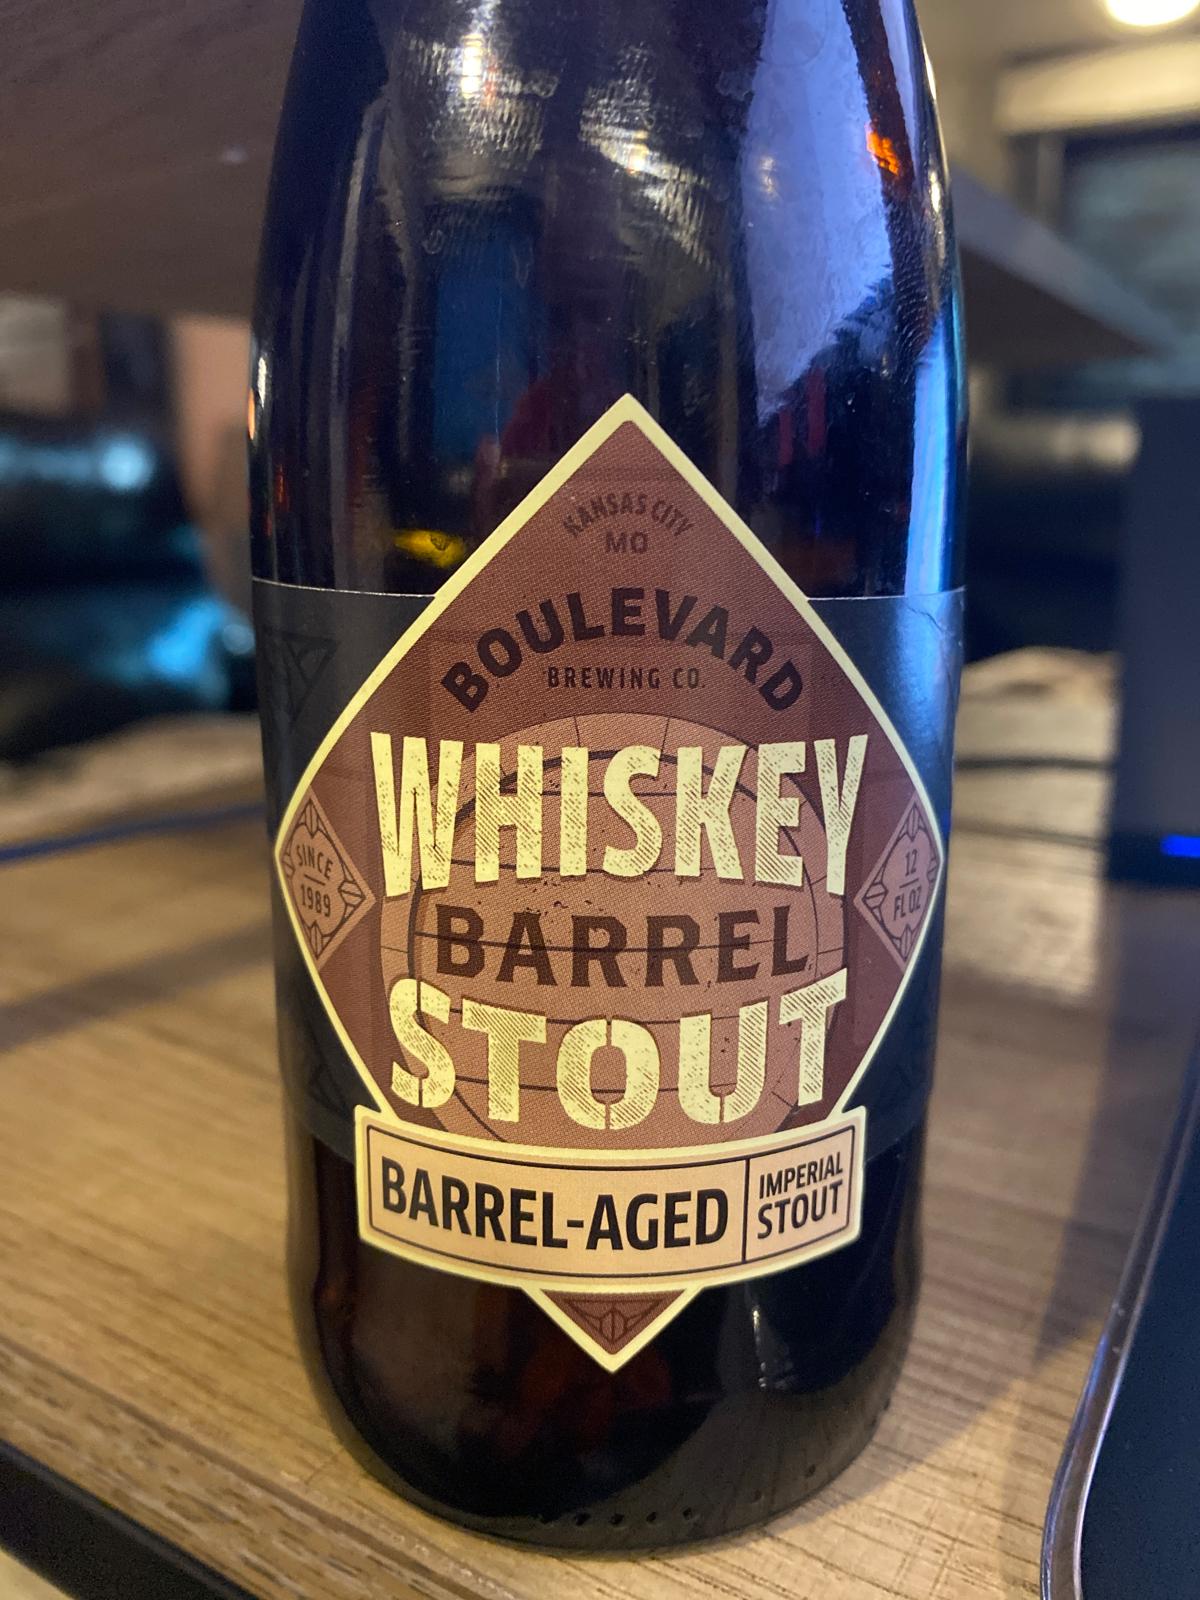 KANSAS CITY
MO
BOULEVARD
BREWING CO.
WHISKEY
BARREL
STOUT
SINCE
1989
12
FL OZ
BARREL-AGED
IMPERIAL
STOUT